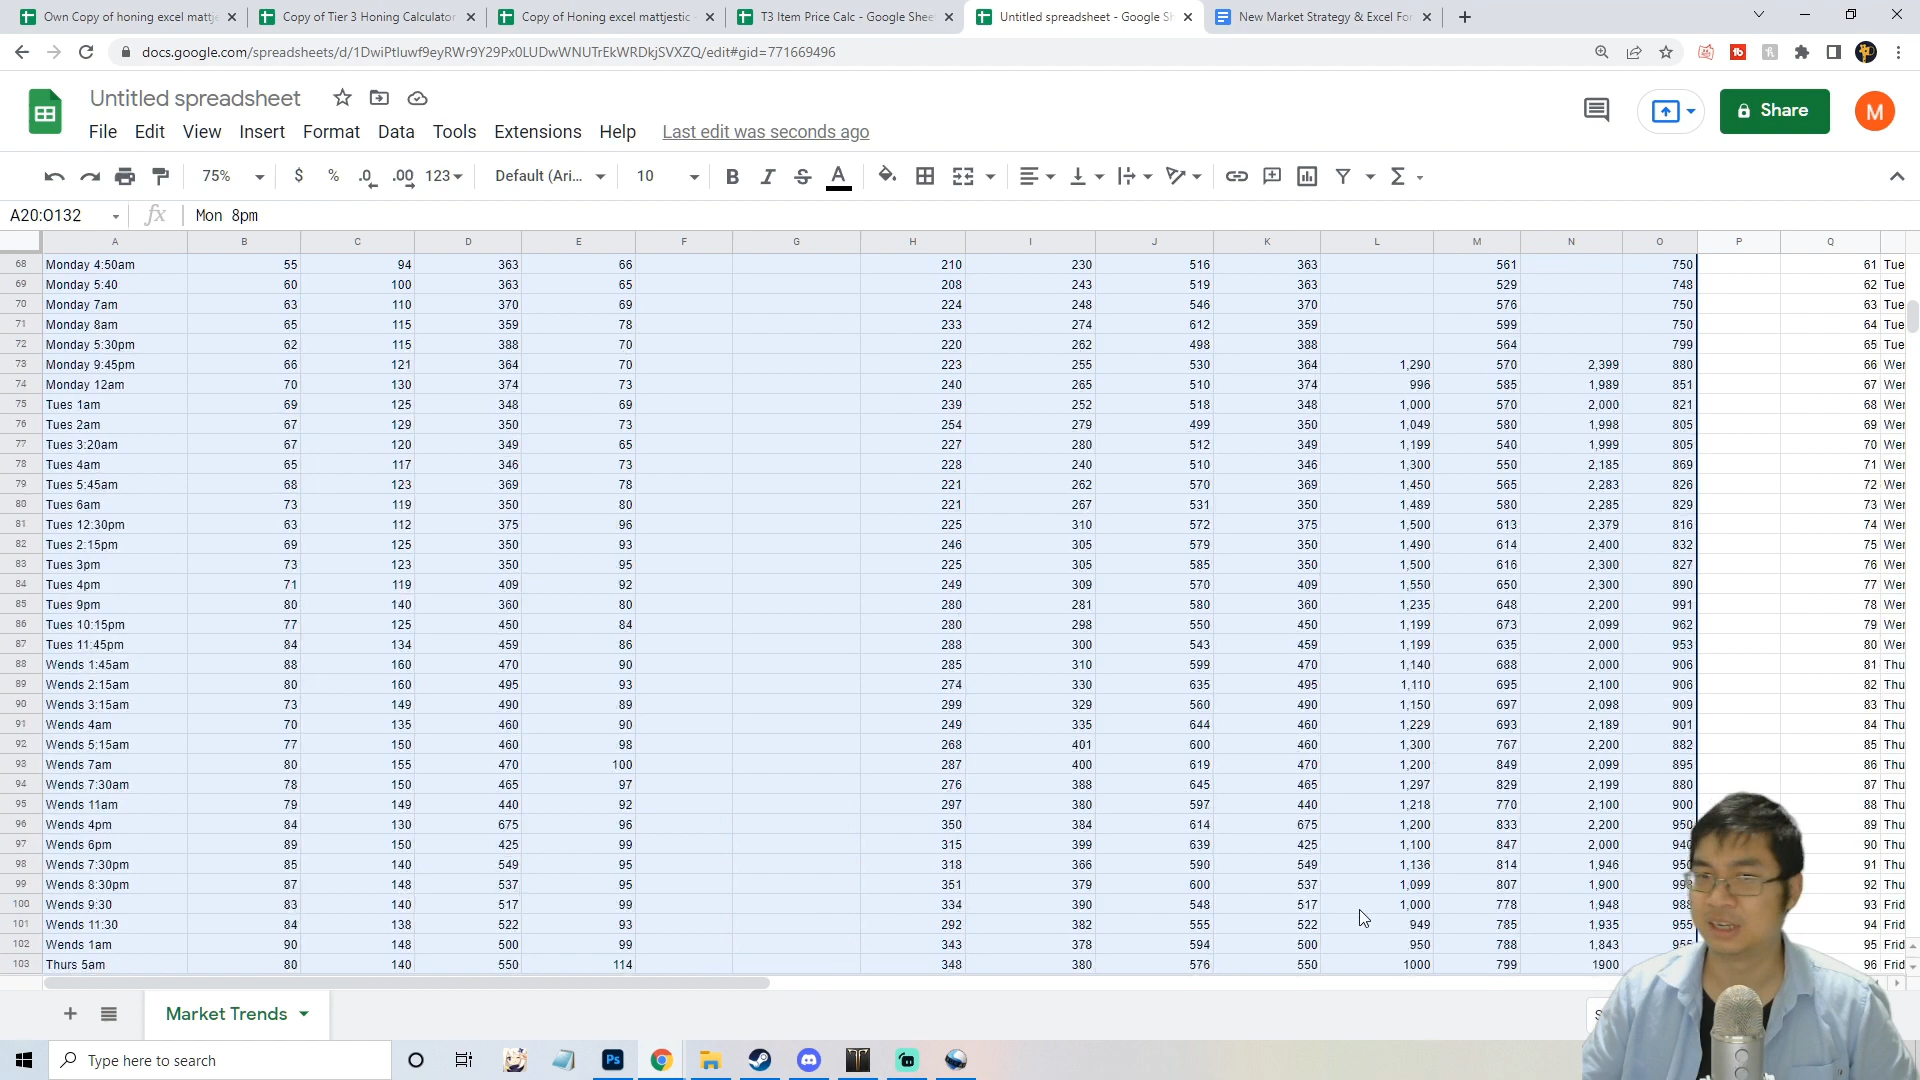 Own Copy of honing excel mattje
Copy of Tier 3 Honing Calculator
Copy of Honing excel mattjestic
T3 Item Price Calc - Google Shee
Untitled spreadsheet - Google Sh
New Market Strategy & Excel For
docs.google.com/spreadsheets/d/1DwiPtIuwf9eyRWr9Y29Px0LUDwWNUTrEkWRDkjSVXZQ/edit#gid=771669496
Untitled spreadsheet
File Edit View Insert Format Data Tools Extensions Help Last edit was seconds ago
Share
M
75% $ % .0 .00 123 Default (Ari... 10 B I S A
A20:O132 fx Mon 8pm
A B C D E F G H I J K L M N O P Q
68 Monday 4:50am 55 94 363 66 210 230 516 363 561 750 61 Tue
69 Monday 5:40 60 100 363 65 208 243 519 363 529 748 62 Tue
70 Monday 7am 63 110 370 69 224 248 546 370 576 750 63 Tue
71 Monday 8am 65 115 359 78 233 274 612 359 599 750 64 Tue
72 Monday 5:30pm 62 115 388 70 220 262 498 388 564 799 65 Tue
73 Monday 9:45pm 66 121 364 70 223 255 530 364 1,290 570 2,399 880 66 Wer
74 Monday 12am 70 130 374 73 240 265 510 374 996 585 1,989 851 67 Wer
75 Tues 1am 69 125 348 69 239 252 518 348 1,000 570 2,000 821 68 Wer
76 Tues 2am 67 129 350 73 254 279 499 350 1,049 580 1,998 805 69 Wer
77 Tues 3:20am 67 120 349 65 227 280 512 349 1,199 540 1,999 805 70 Wer
78 Tues 4am 65 117 346 73 228 240 510 346 1,300 550 2,185 869 71 Wer
79 Tues 5:45am 68 123 369 78 221 262 570 369 1,450 565 2,283 826 72 Wer
80 Tues 6am 73 119 350 80 221 267 531 350 1,489 580 2,285 829 73 Wer
81 Tues 12:30pm 63 112 375 96 225 310 572 375 1,500 613 2,379 816 74 Wer
82 Tues 2:15pm 69 125 350 93 246 305 579 350 1,490 614 2,400 832 75 Wer
83 Tues 3pm 73 123 350 95 225 305 585 350 1,500 616 2,300 827 76 Wer
84 Tues 4pm 71 119 409 92 249 309 570 409 1,550 650 2,300 890 77 Wer
85 Tues 9pm 80 140 360 80 280 281 580 360 1,235 648 2,200 991 78 Wer
86 Tues 10:15pm 77 125 450 84 280 298 550 450 1,199 673 2,099 962 79 Wer
87 Tues 11:45pm 84 134 459 86 288 300 543 459 1,199 635 2,000 953 80 Wer
88 Wends 1:45am 88 160 470 90 285 310 599 470 1,140 688 2,000 906 81 Thu
89 Wends 2:15am 80 160 495 93 274 330 635 495 1,110 695 2,100 906 82 Thu
90 Wends 3:15am 73 149 490 89 299 329 560 490 1,150 697 2,098 909 83 Thu
91 Wends 4am 70 135 460 90 249 335 644 460 1,229 693 2,189 901 84 Thu
92 Wends 5:15am 77 150 460 98 268 401 600 460 1,300 767 2,200 882 85 Thu
93 Wends 7am 80 155 470 100 287 400 619 470 1,200 849 2,099 895 86 Thu
94 Wends 7:30am 78 150 465 97 276 388 645 465 1,297 829 2,199 880 87 Thu
95 Wends 11am 79 149 440 92 297 380 597 440 1,218 770 2,100 900 88 Thu
96 Wends 4pm 84 130 675 96 350 384 614 675 1,200 833 2,200 950 89 Thu
97 Wends 6pm 89 150 425 99 315 399 639 425 1,100 847 2,000 940 90 Thu
98 Wends 7:30pm 85 140 549 95 318 366 590 549 1,136 814 1,946 950 91 Thu
99 Wends 8:30pm 87 148 537 95 351 379 600 537 1,099 807 1,900 92 Thu
100 Wends 9:30 83 140 517 99 334 390 548 517 1,000 778 1,948 93 Frid
101 Wends 11:30 84 138 522 93 292 382 555 522 949 785 1,935 955 94 Frid
102 Wends 1am 90 148 500 99 343 378 594 500 950 788 1,843 95 Frid
103 Thurs 5am 80 140 550 114 348 380 576 550 1000 799 1900 96 Frid
Market Trends
Type here to search
Ps